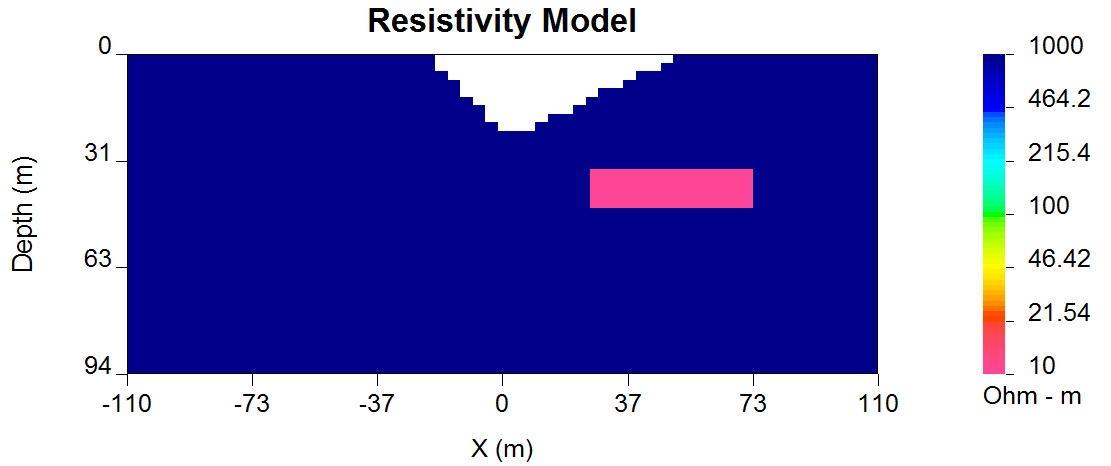 Resistivity Model
0
31
63
94
Depth (m)
-110 -73 -37 0 37 73 110
X (m)
1000
464.2
215.4
100
46.42
21.54
10
Ohm - m